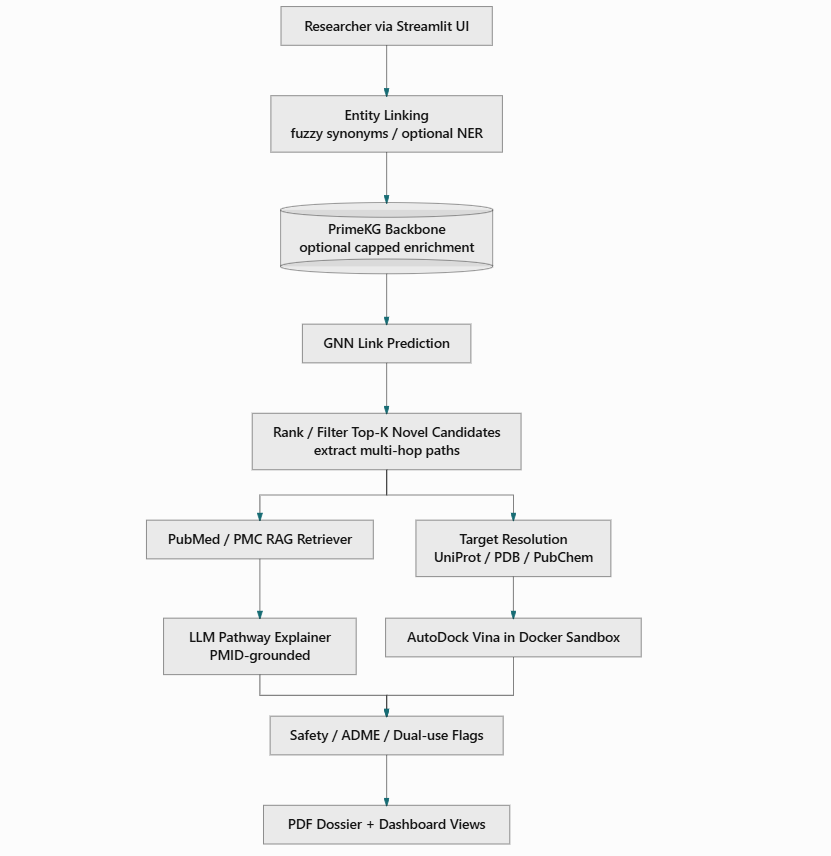 Researcher via Streamlit UI
Entity Linking
fuzzy synonyms / optional NER
PrimeKG Backbone
optional capped enrichment
GNN Link Prediction
Rank / Filter Top-K Novel Candidates
extract multi-hop paths
PubMed / PMC RAG Retriever
Target Resolution
UniProt / PDB / PubChem
LLM Pathway Explainer
PMID-grounded
AutoDock Vina in Docker Sandbox
Safety / ADME / Dual-use Flags
PDF Dossier + Dashboard Views